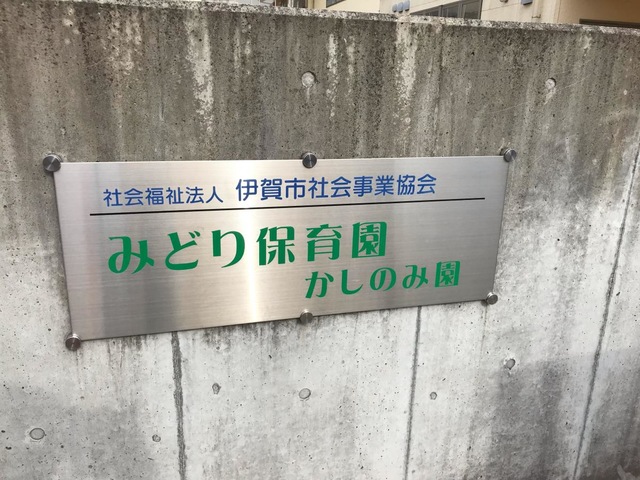 社会福祉法人 伊賀市社会事業協会
みどり保育園
かしのみ園